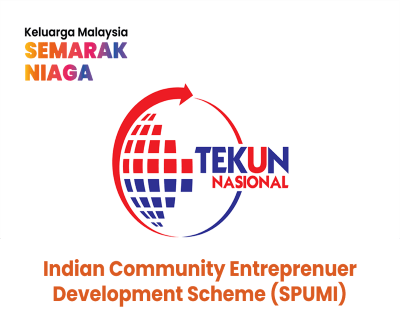 Keluarga Malaysia
SEMARAK
NIAGA
TEKUN
NASIONAL
Indian Community Entreprenuer
Development Scheme (SPUMI)